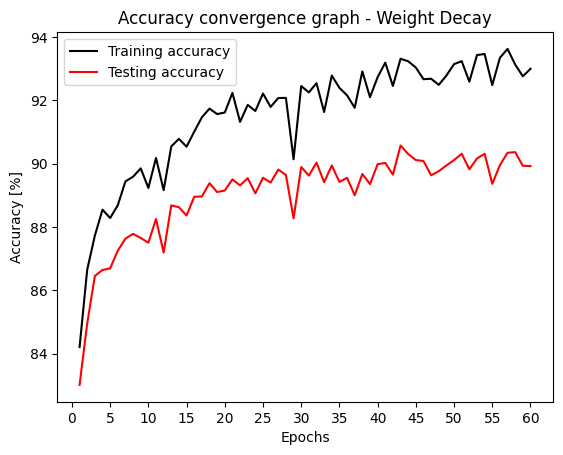 Accuracy convergence graph - Weight Decay
Training accuracy
Testing accuracy
Accuracy [%]
94
92
90
88
86
84
0 5 10 15 20 25 30 35 40 45 50 55 60
Epochs